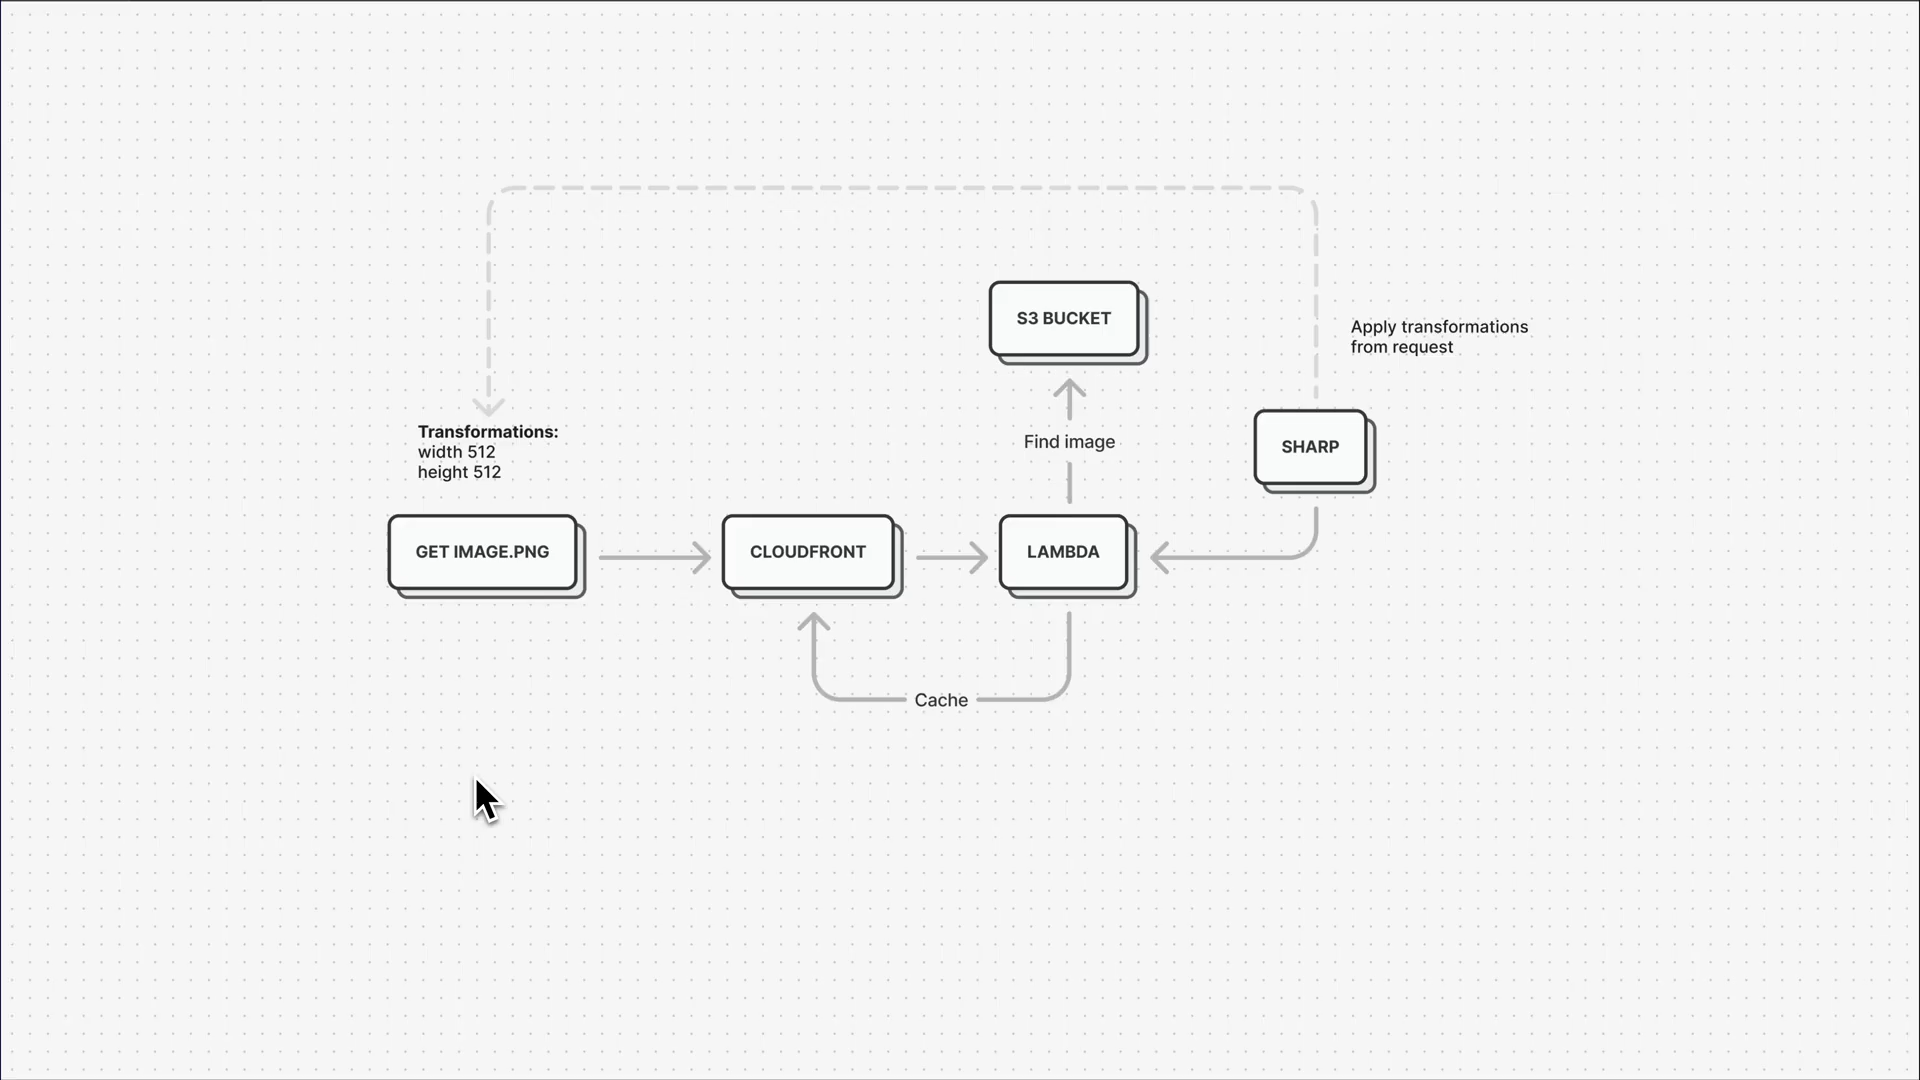 S3 BUCKET
Apply transformations
from request
Transformations:
width 512
height 512
Find image
SHARP
GET IMAGE.PNG
CLOUDFRONT
LAMBDA
Cache